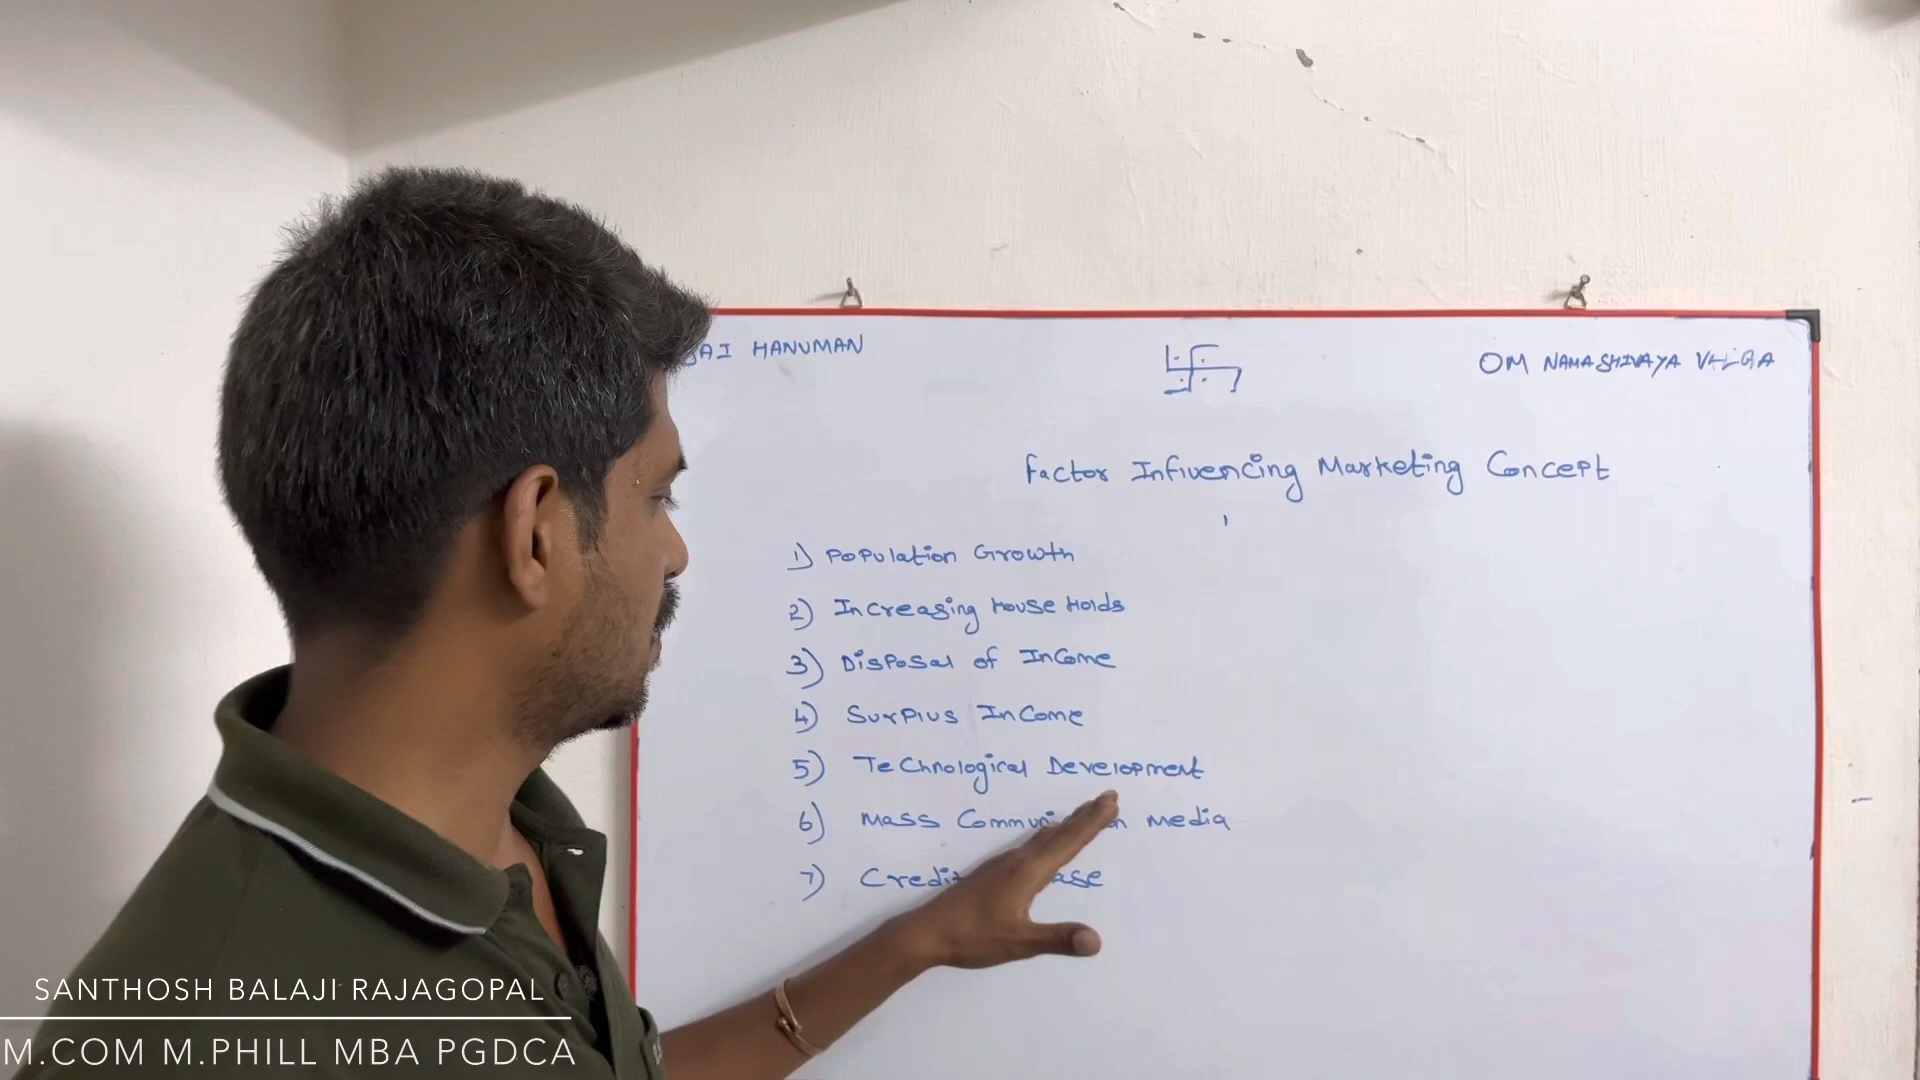 JAI HANUMAN
OM NAMASHIVAYA
Factor Influencing Marketing Concept
1) Population Growth
2) Increasing House Holds
3) Disposal of Income
4) Surplus Income
5) Technological Development
6) Mass Communication media
7) Credit
SANTHOSH BALAJI RAJAGOPAL
M.COM M.PHILL MBA PGDCA